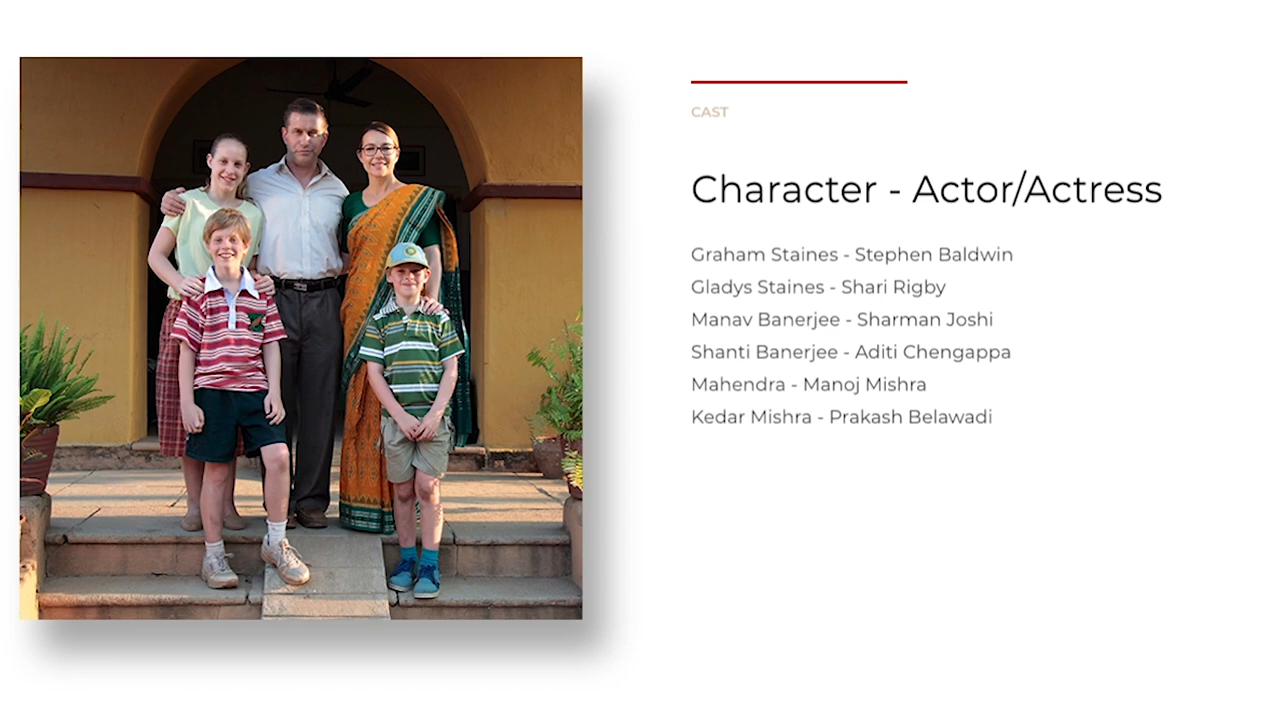 CAST
Character - Actor/Actress
Graham Staines - Stephen Baldwin
Gladys Staines - Shari Rigby
Manav Banerjee - Sharman Joshi
Shanti Banerjee - Aditi Chengappa
Mahendra - Manoj Mishra
Kedar Mishra - Prakash Belawadi